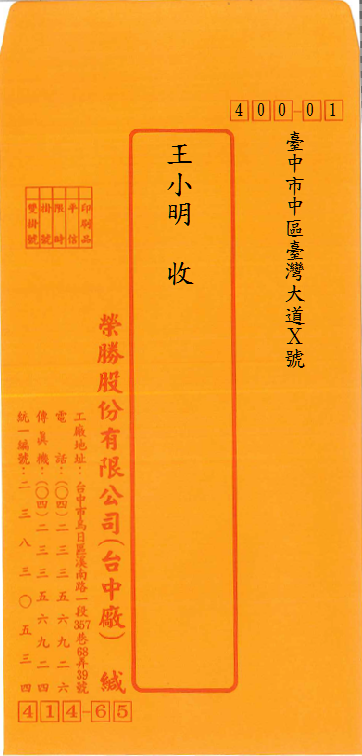 400-01
臺中市中區臺灣大道X號
王小明 收
印刷品
平信
限時
掛號
雙掛號
榮勝股份有限公司(台中廠) 緘
工廠地址:台中市烏日區溪南路一段357巷68弄39號
電話:(〇四)二三三五六九二六
傳真機:(〇四)二三三五六九二四
統一編號:二三八三〇五三四
414-65